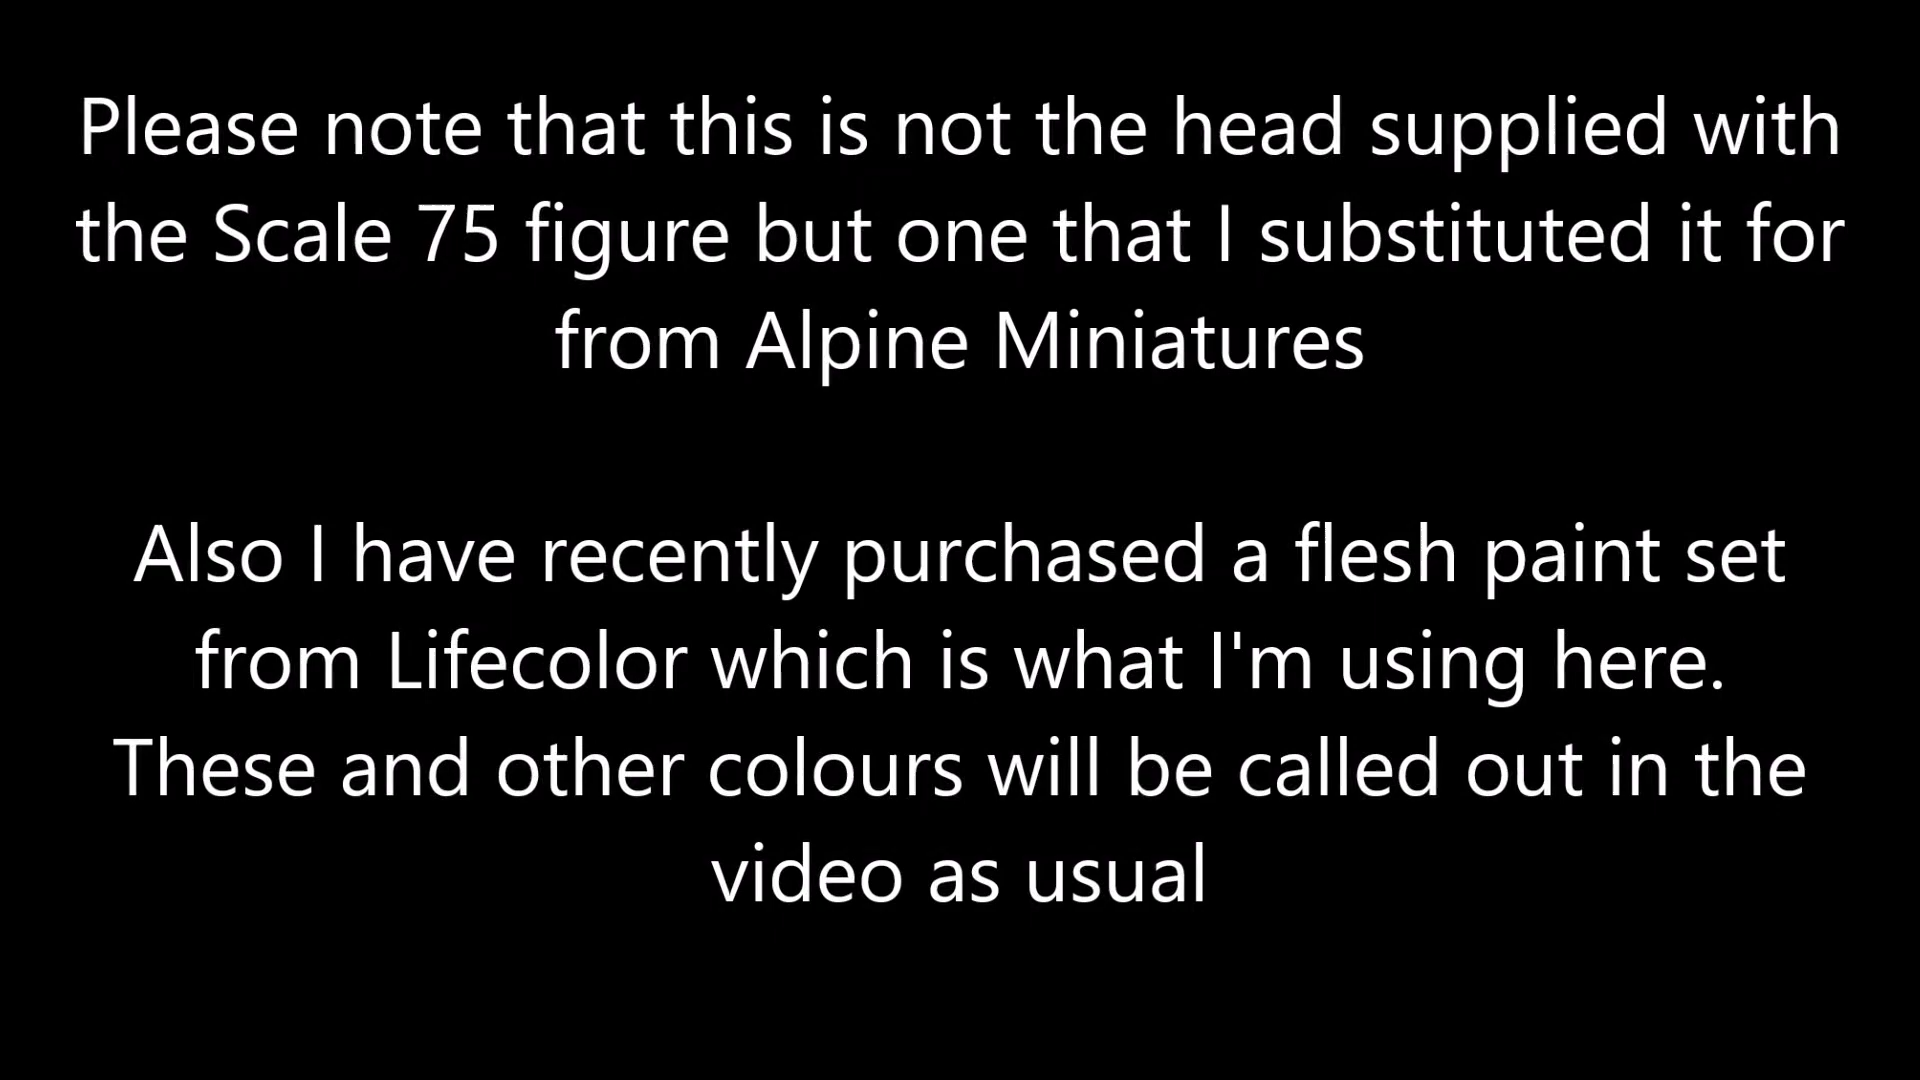 Please note that this is not the head supplied with
the Scale 75 figure but one that I substituted it for
from Alpine Miniatures
Also I have recently purchased a flesh paint set
from Lifecolor which is what I'm using here.
These and other colours will be called out in the
video as usual